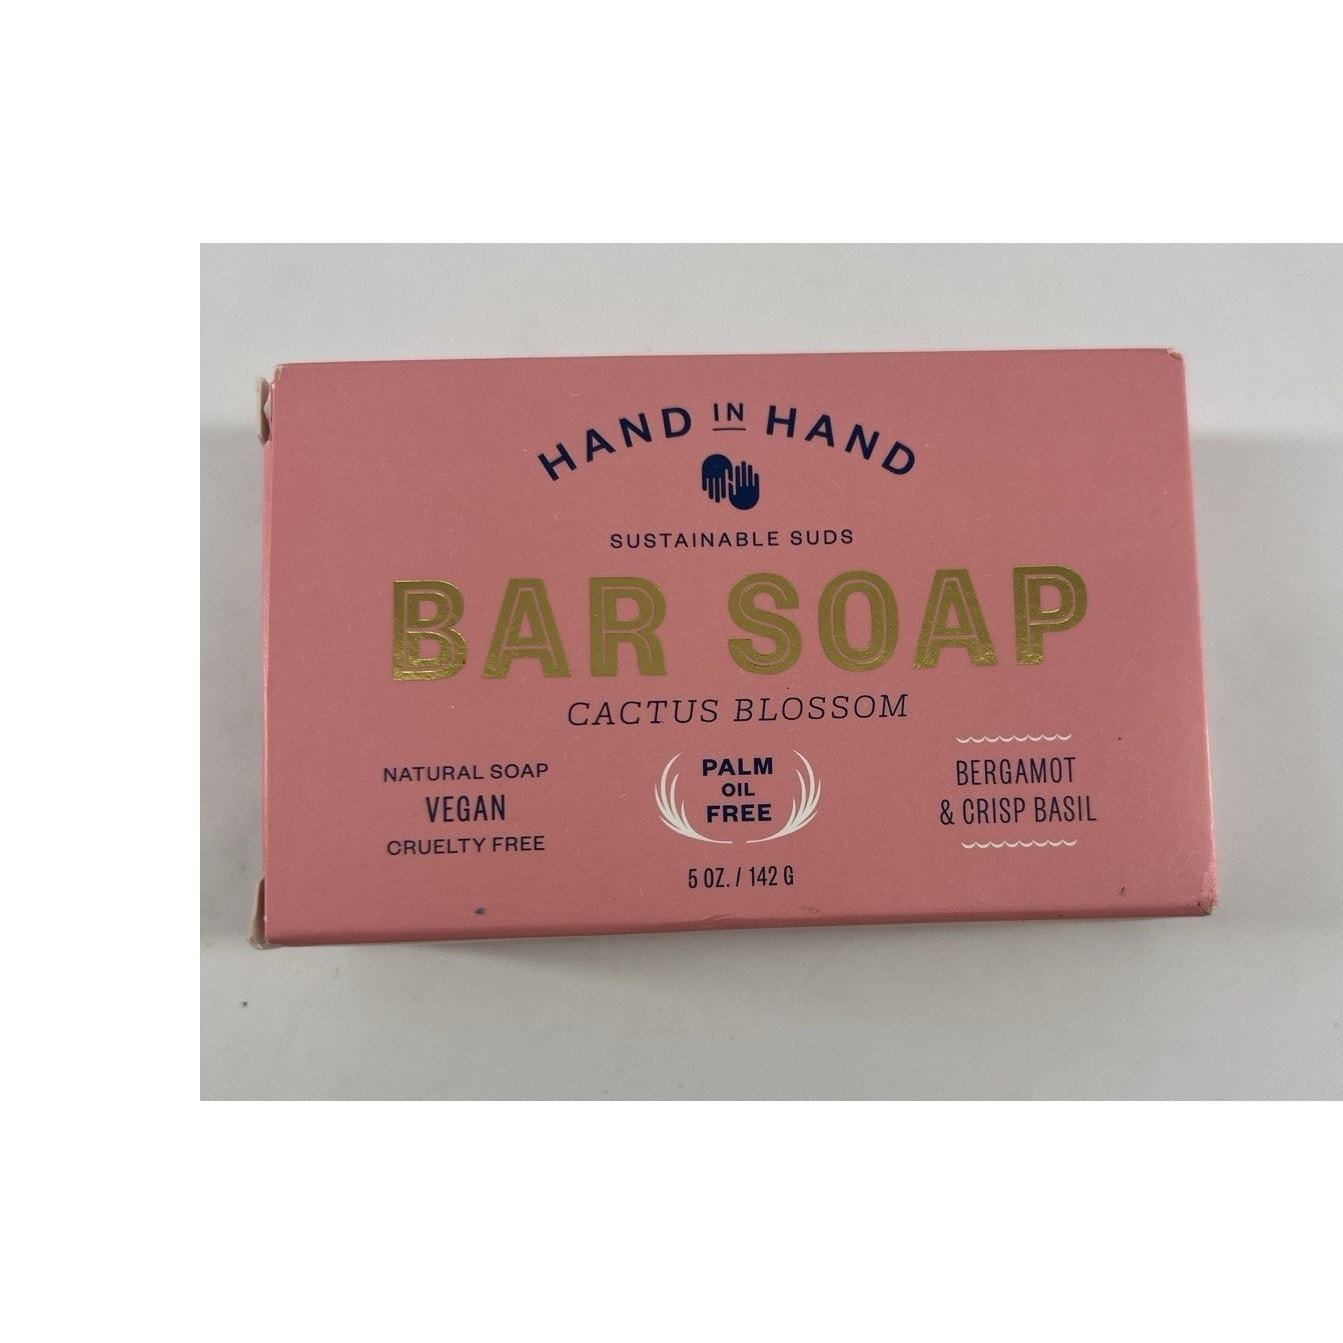 HAND IN HAND
SUSTAINABLE SUDS
BAR SOAP
CACTUS BLOSSOM
NATURAL SOAP
VEGAN
CRUELTY FREE
PALM
OIL
FREE
BERGAMOT
& CRISP BASIL
5 OZ. / 142 G